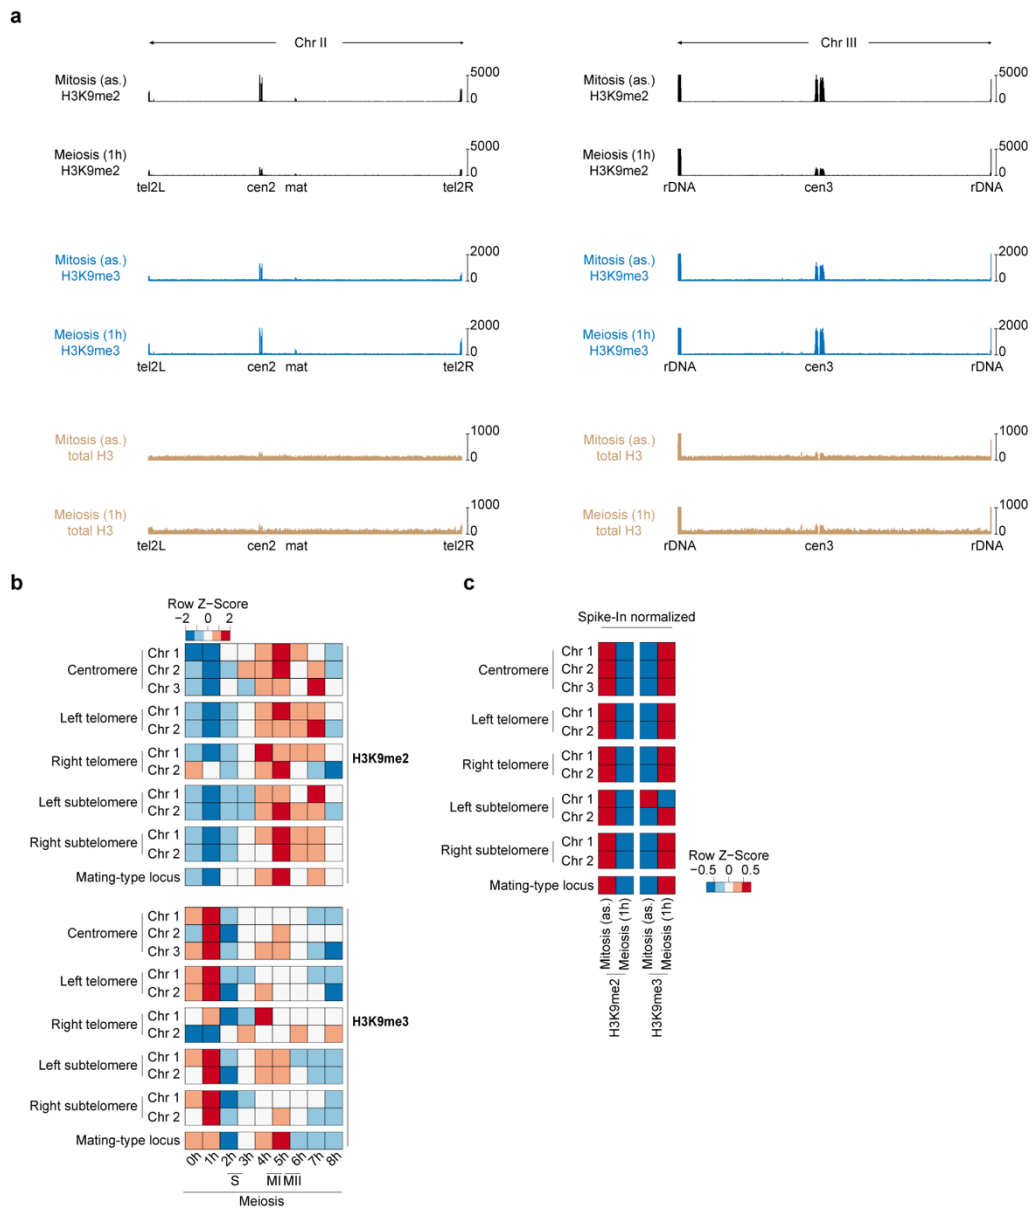 a
Chr II
Chr III
Mitosis (as.)
H3K9me2
5000
0
Mitosis (as.)
H3K9me2
5000
0
Meiosis (1h)
H3K9me2
5000
0
Meiosis (1h)
H3K9me2
5000
0
tel2L cen2 mat tel2R
rDNA cen3 rDNA
Mitosis (as.)
H3K9me3
2000
0
Mitosis (as.)
H3K9me3
2000
0
Meiosis (1h)
H3K9me3
2000
0
Meiosis (1h)
H3K9me3
2000
0
tel2L cen2 mat tel2R
rDNA cen3 rDNA
Mitosis (as.)
total H3
1000
0
Mitosis (as.)
total H3
1000
0
Meiosis (1h)
total H3
1000
0
Meiosis (1h)
total H3
1000
0
tel2L cen2 mat tel2R
rDNA cen3 rDNA
b
Row Z−Score
−2 0 2
Centromere
Chr 1
Chr 2
Chr 3
Left telomere
Chr 1
Chr 2
Right telomere
Chr 1
Chr 2
Left subtelomere
Chr 1
Chr 2
Right subtelomere
Chr 1
Chr 2
Mating-type locus
H3K9me2
Centromere
Chr 1
Chr 2
Chr 3
Left telomere
Chr 1
Chr 2
Right telomere
Chr 1
Chr 2
Left subtelomere
Chr 1
Chr 2
Right subtelomere
Chr 1
Chr 2
Mating-type locus
H3K9me3
0h 1h 2h 3h 4h 5h 6h 7h 8h
S MI MII
Meiosis
c
Spike-In normalized
Centromere
Chr 1
Chr 2
Chr 3
Left telomere
Chr 1
Chr 2
Right telomere
Chr 1
Chr 2
Left subtelomere
Chr 1
Chr 2
Right subtelomere
Chr 1
Chr 2
Mating-type locus
Row Z−Score
−0.5 0.5
Mitosis (as.)
Meiosis (1h)
Mitosis (as.)
Meiosis (1h)
H3K9me2
H3K9me3